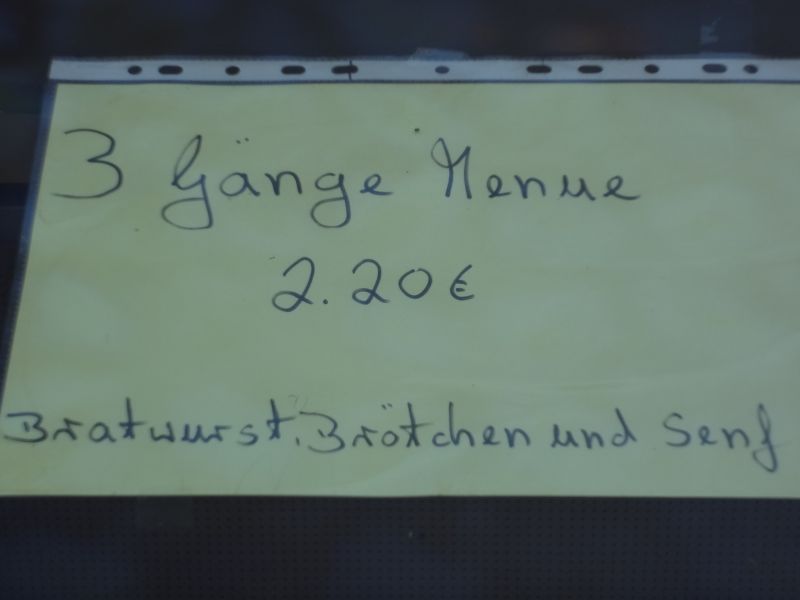 3 Gänge Menue
2.20€
Bratwurst, Brötchen und Senf